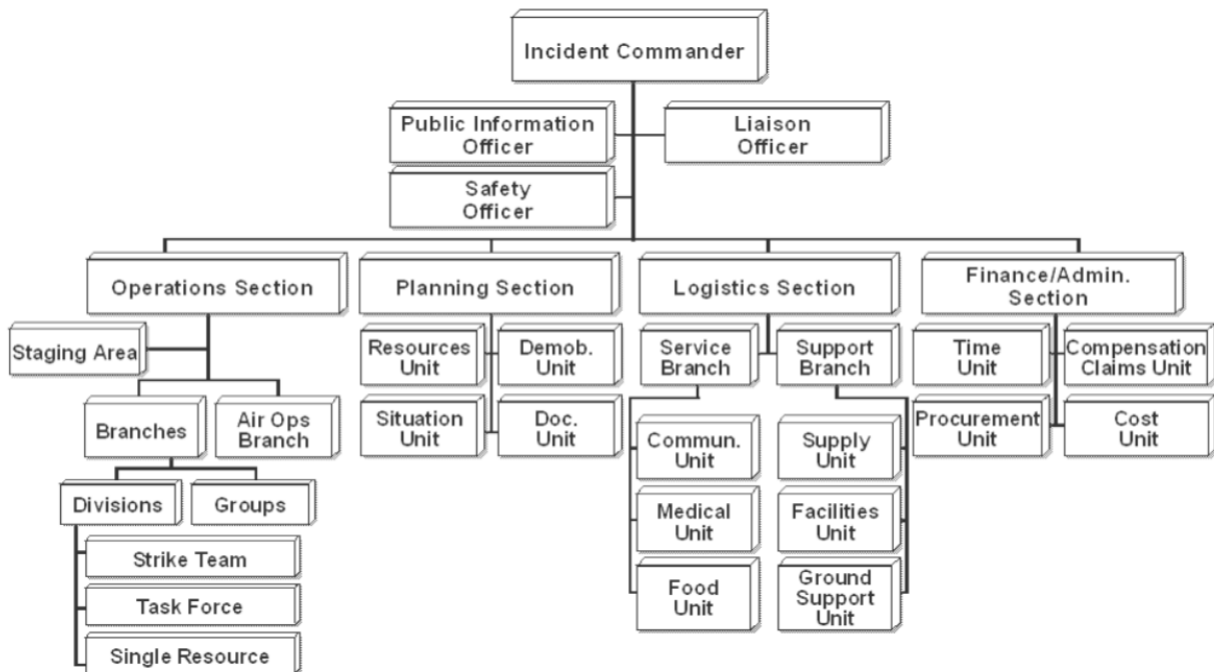 Incident Commander
Public Information
Officer
Liaison
Officer
Safety
Officer
Operations Section
Planning Section
Logistics Section
Finance/Admin.
Section
Staging Area
Branches
Air Ops
Branch
Divisions
Groups
Strike Team
Task Force
Single Resource
Resources
Unit
Demob.
Unit
Situation
Unit
Doc.
Unit
Service
Branch
Support
Branch
Commun.
Unit
Supply
Unit
Medical
Unit
Facilities
Unit
Food
Unit
Ground
Support
Unit
Time
Unit
Compensation
Claims Unit
Procurement
Unit
Cost
Unit